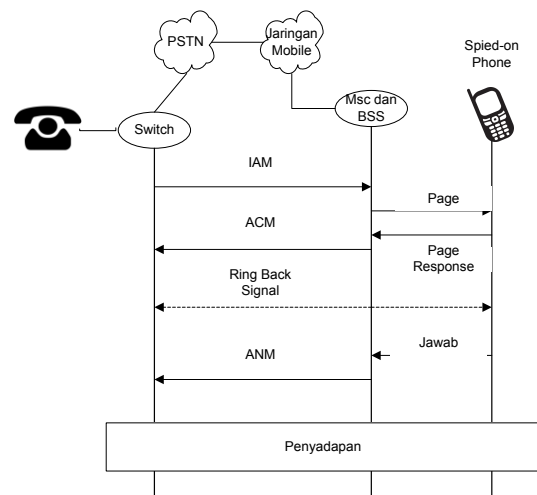 PSTN
Jaringan
Mobile
Spied-on
Phone
Msc dan
BSS
Switch
IAM
Page
ACM
Page
Response
Ring Back
Signal
Jawab
ANM
Penyadapan